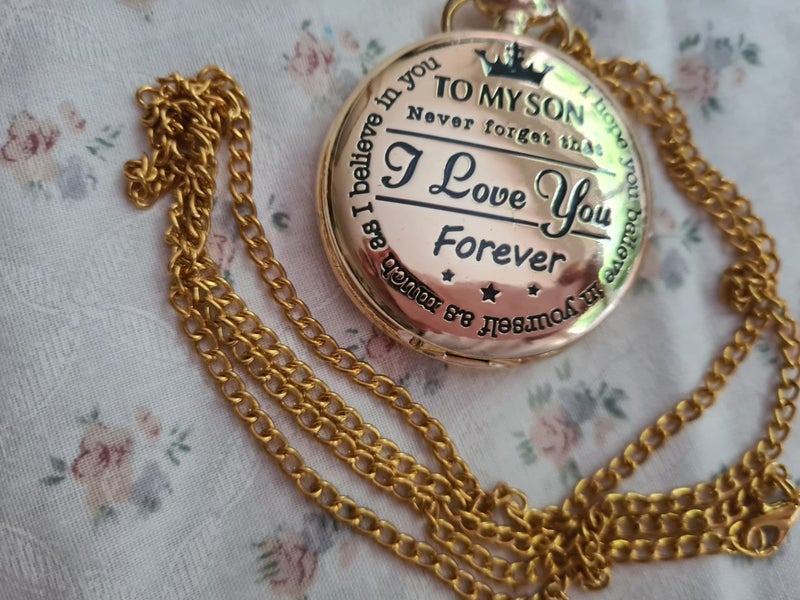 TO MY SON
Never forget that
I Love You
Forever
I hope you believe in yourself as much as I believe in you